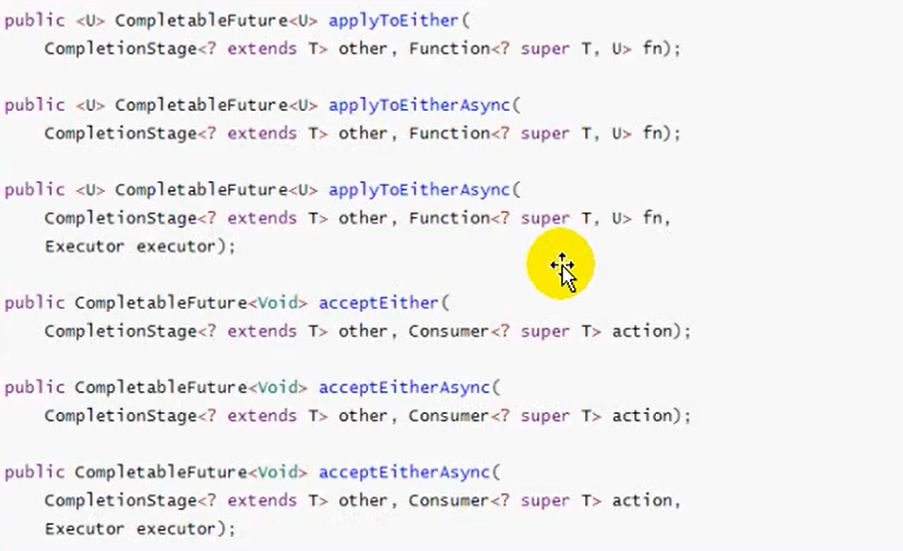 public <U> CompletableFuture<U> applyToEither(
CompletionStage<? extends T> other, Function<? super T, U> fn);
public <U> CompletableFuture<U> applyToEitherAsync(
CompletionStage<? extends T> other, Function<? super T, U> fn);
public <U> CompletableFuture<U> applyToEitherAsync(
CompletionStage<? extends T> other, Function<? super T, U> fn,
Executor executor);
public CompletableFuture<Void> acceptEither(
CompletionStage<? extends T> other, Consumer<? super T> action);
public CompletableFuture<Void> acceptEitherAsync(
CompletionStage<? extends T> other, Consumer<? super T> action);
public CompletableFuture<Void> acceptEitherAsync(
CompletionStage<? extends T> other, Consumer<? super T> action,
Executor executor);